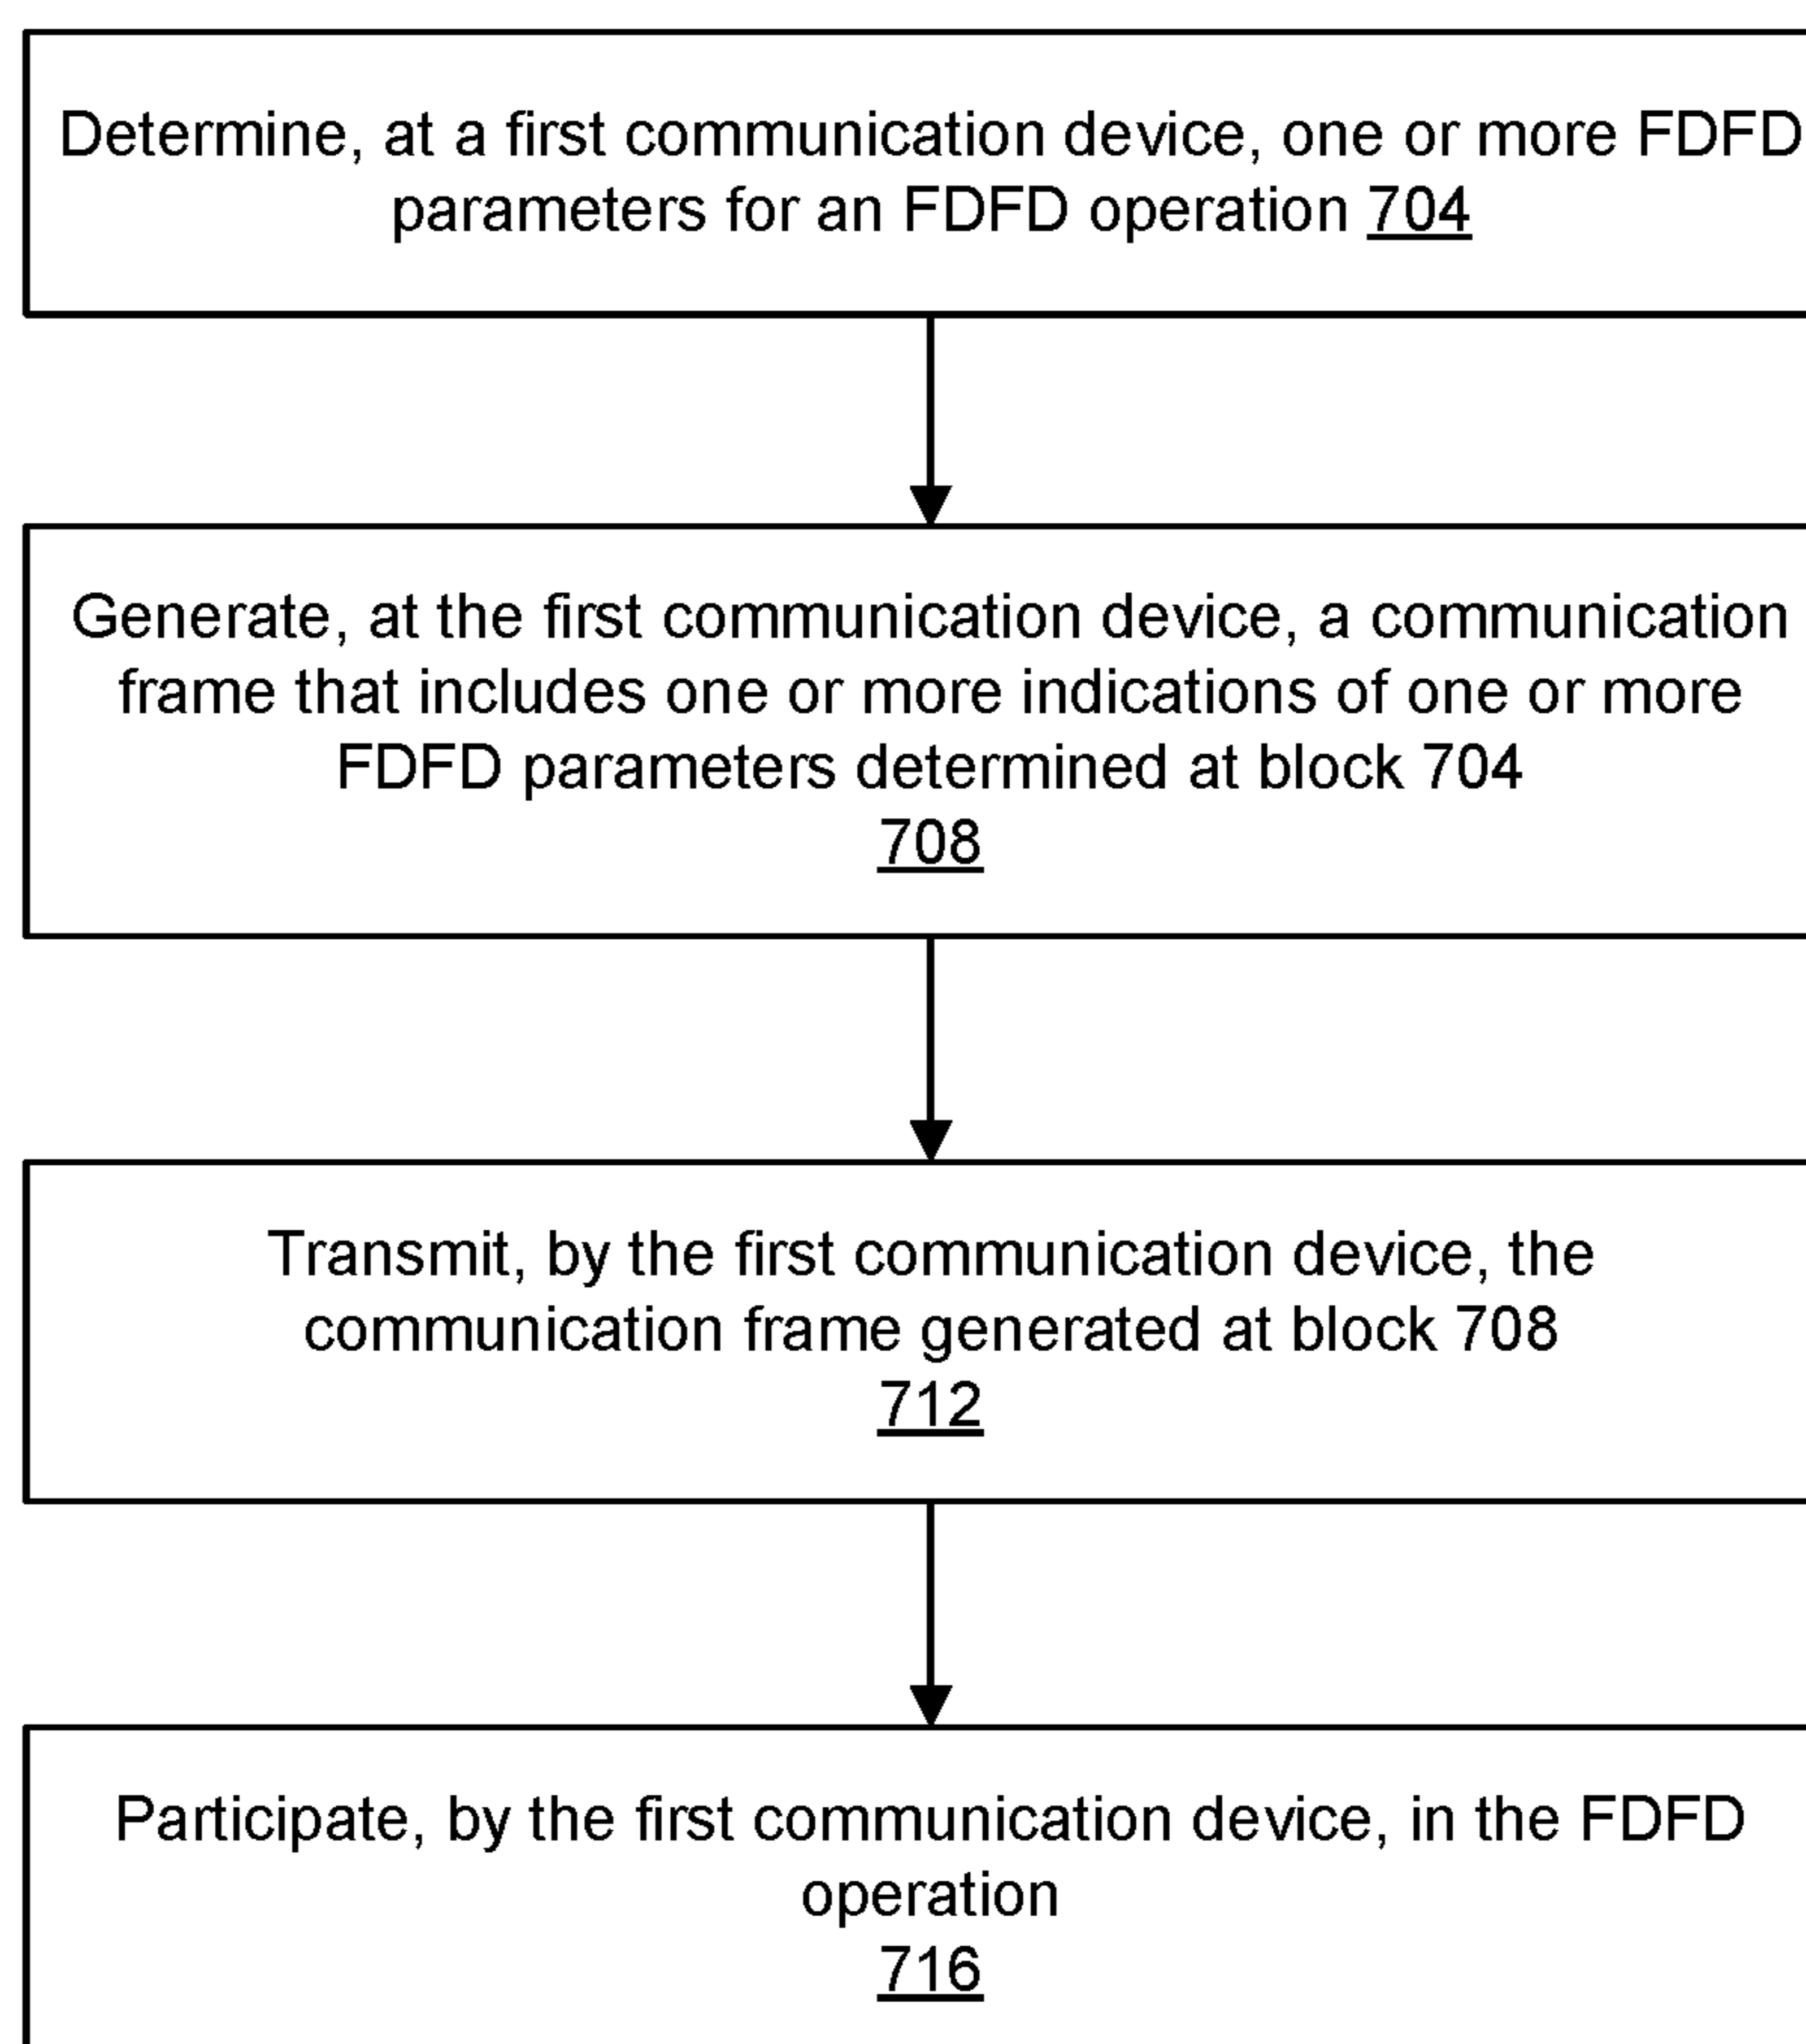 Determine, at a first communication device, one or more FDFD
parameters for an FDFD operation 704
Generate, at the first communication device, a communication
frame that includes one or more indications of one or more
FDFD parameters determined at block 704
708
Transmit, by the first communication device, the
communication frame generated at block 708
712
Participate, by the first communication device, in the FDFD
operation
716